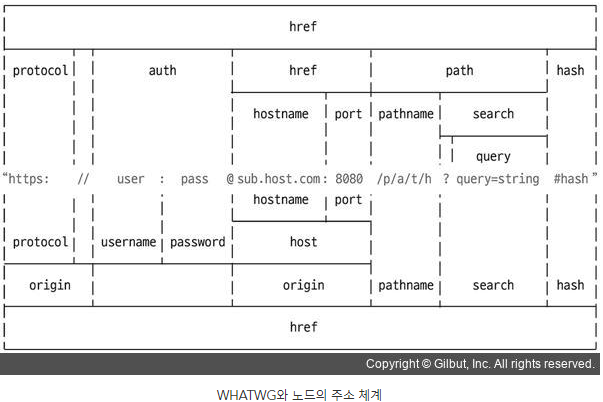 href
protocol auth href path hash
hostname port pathname search
query
“https: // user : pass @ sub.host.com: 8080 /p/a/t/h ? query=string #hash”
hostname port
protocol username password host
origin origin pathname search hash
href
Copyright © Gilbut, Inc. All rights reserved.
WHATWG와 노드의 주소 체계